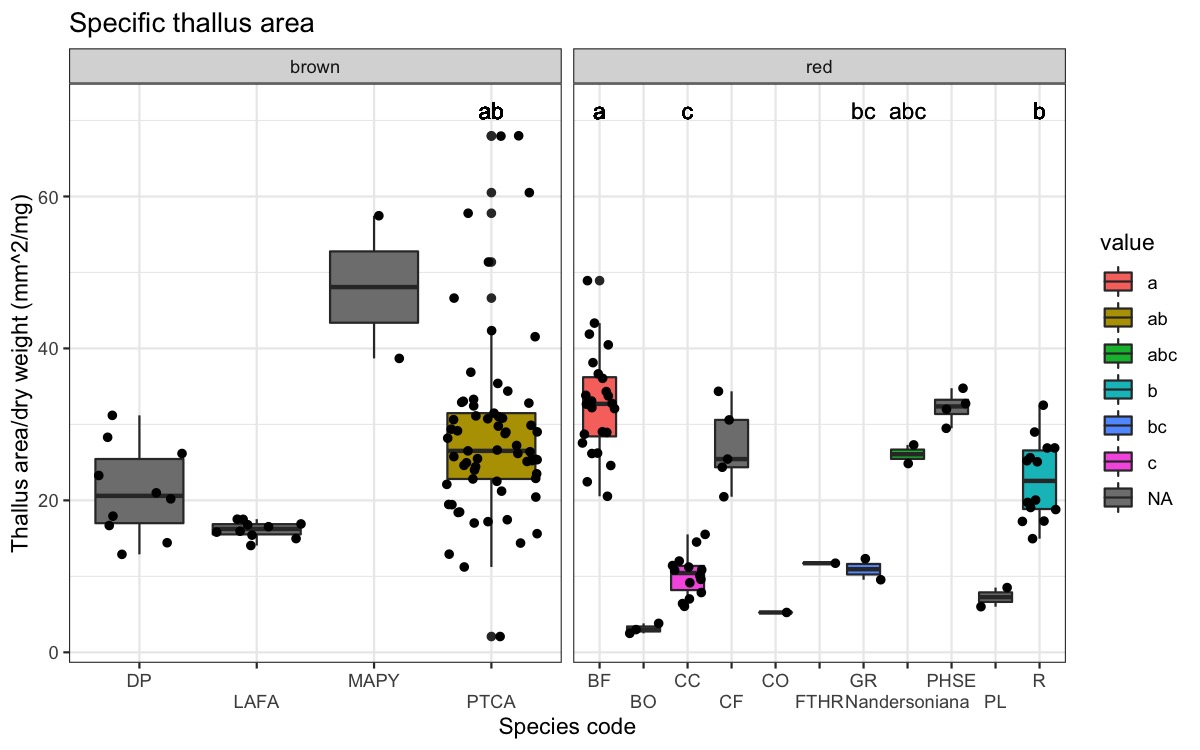 Specific thallus area
brown
red
ab
a
c
bc
abc
b
Thallus area/dry weight (mm^2/mg)
60
40
20
0
DP
LAFA
MAPY
PTCA
BF
BO
CC
CF
CO
FTHR
GR
Nandersoniana
PHSE
PL
R
Species code
value
a
ab
abc
b
bc
c
NA